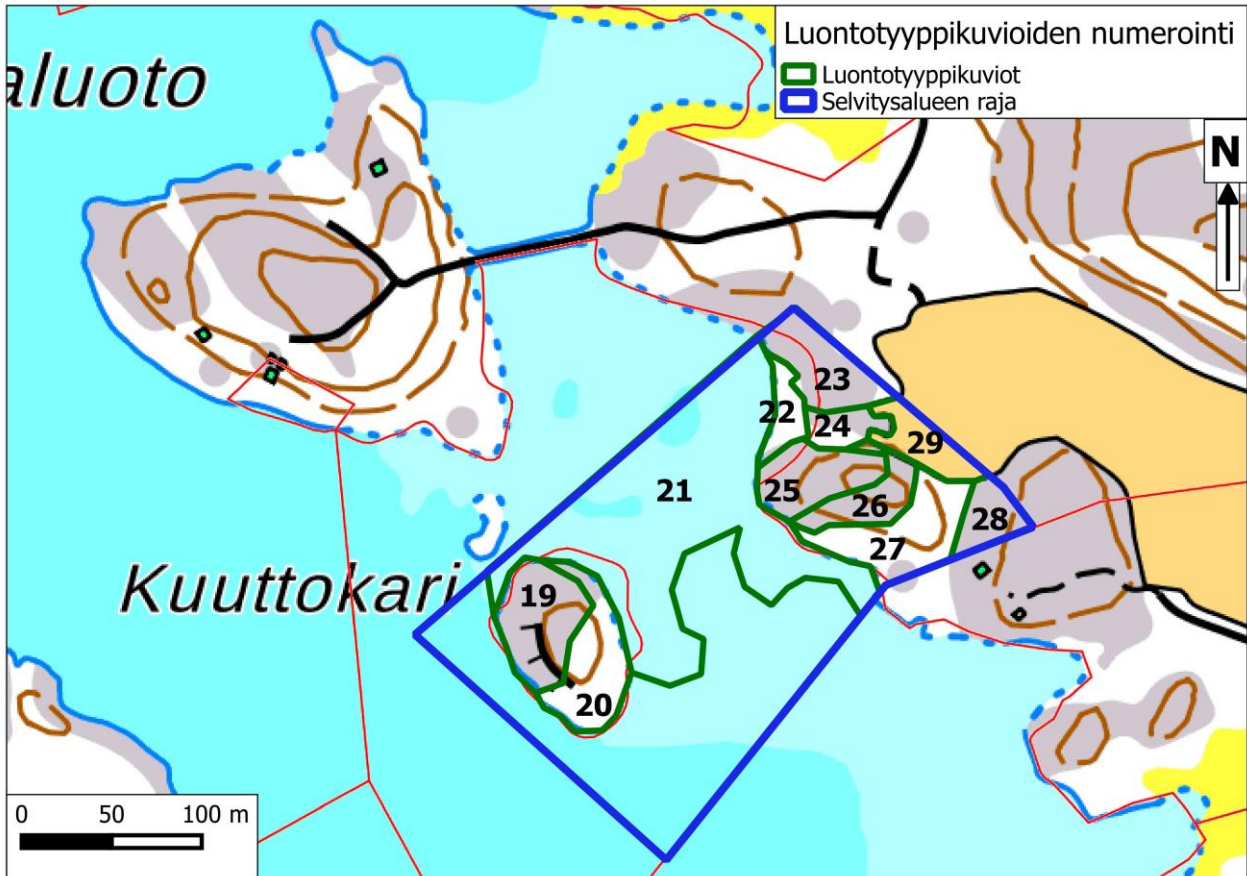 Luontotyyppikuvioiden numerointi
Luontotyyppikuviot
Selvitysalueen raja
aluoto
N
23
22
24
29
25
21
26
28
27
Kuuttokari
19
20
0 50 100 m